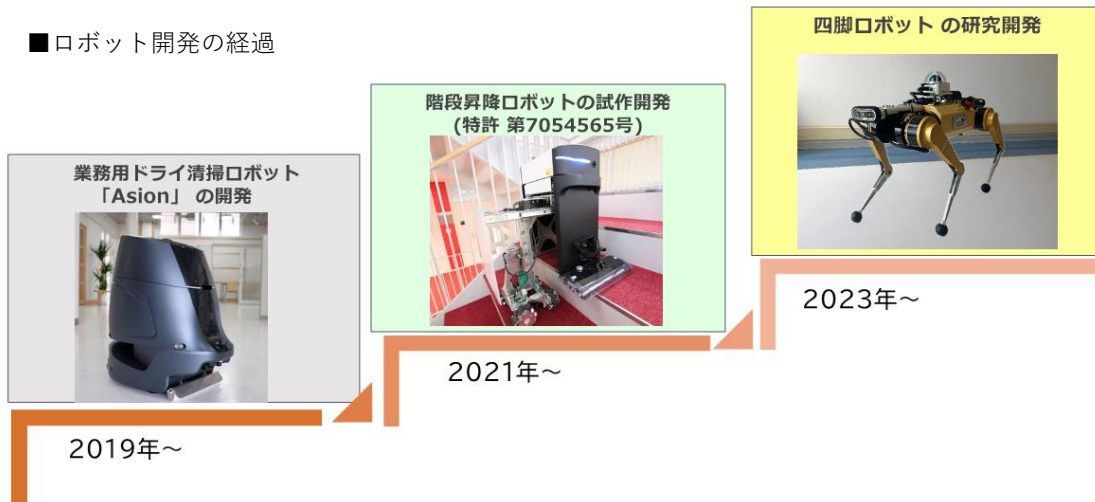 ■ロボット開発の経過
業務用ドライ清掃ロボット
「Asion」 の開発
2019年~
階段昇降ロボットの試作開発
(特許 第7054565号)
2021年~
四脚ロボット の研究開発
2023年~